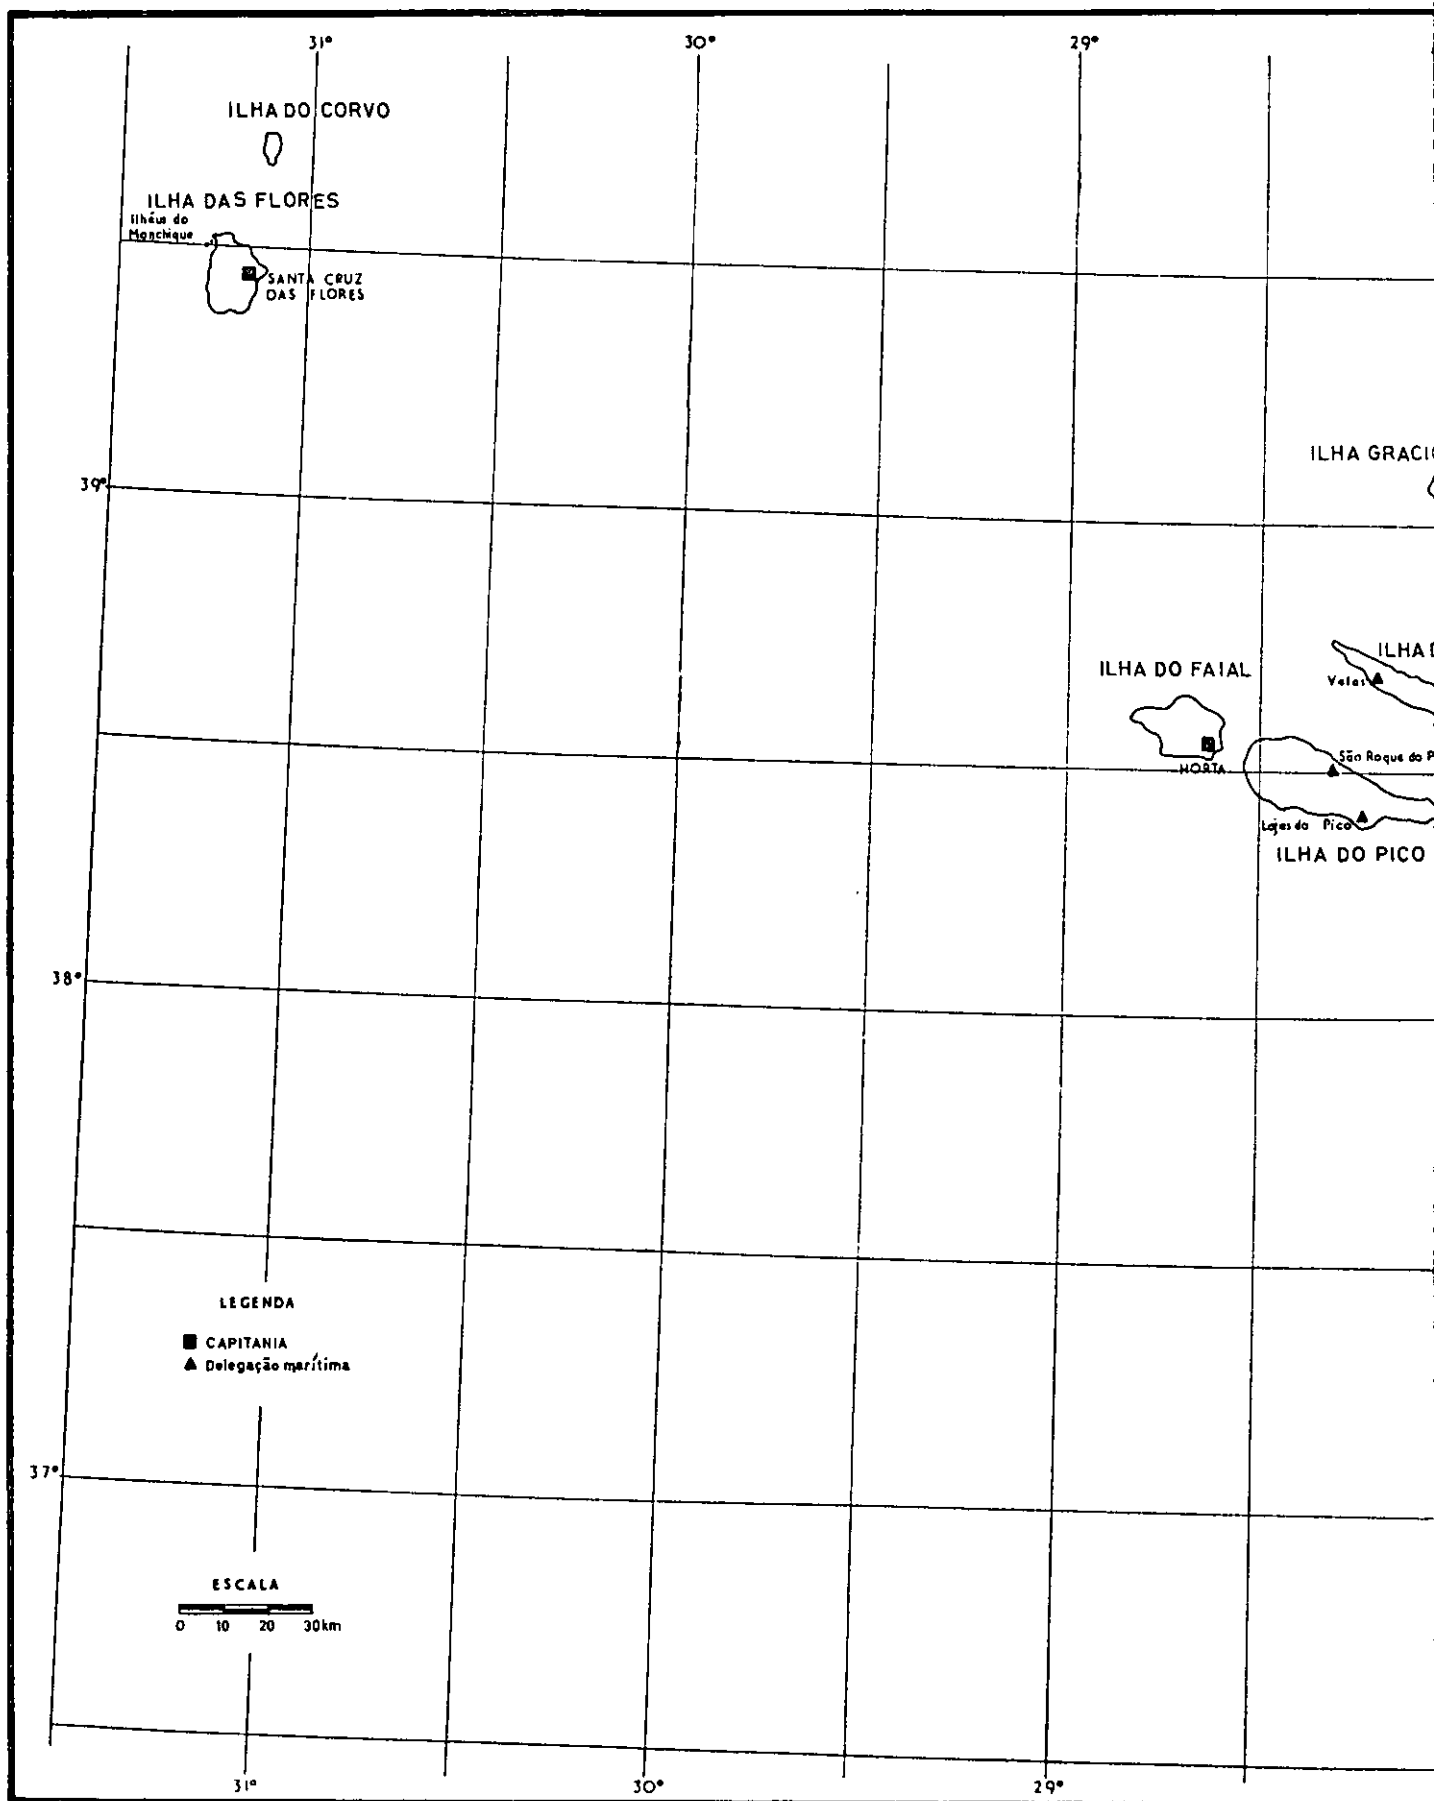 31° 30° 29°
ILHA DO CORVO
ILHA DAS FLORES
Ilhéus do
Monchique
SANTA CRUZ
DAS FLORES
ILHA GRACIO
39°
ILHA D
Velas
ILHA DO FAIAL
São Roque do P
HORTA
Lajes do Pico
ILHA DO PICO
38°
LEGENDA
CAPITANIA
Delegação marítima
37°
ESCALA
0 10 20 30km
31° 30° 29°